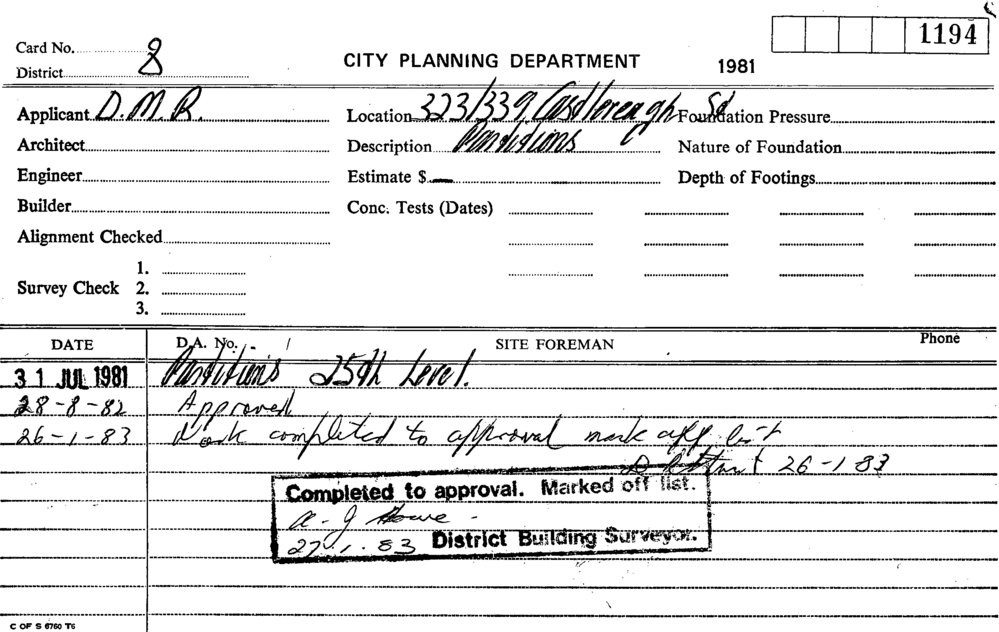 1194
Card No. 8
District
CITY PLANNING DEPARTMENT 1981
Applicant D.M.R. Location 323/339 Castlereagh Sd Foundation Pressure
Architect Description Partitions Nature of Foundation
Engineer Estimate $ — Depth of Footings
Builder Conc. Tests (Dates)
Alignment Checked
1.
Survey Check 2.
3.
DATE D.A. No. SITE FOREMAN Phone
31 JUL 1981 Partitions 25th Level.
28-8-82 Approved
26-1-83 Work completed to approval mark off list
26-1 83
Completed to approval. Marked off list.
A. J Howe
27.1.83 District Building Surveyor.
C OF S 6760 T6